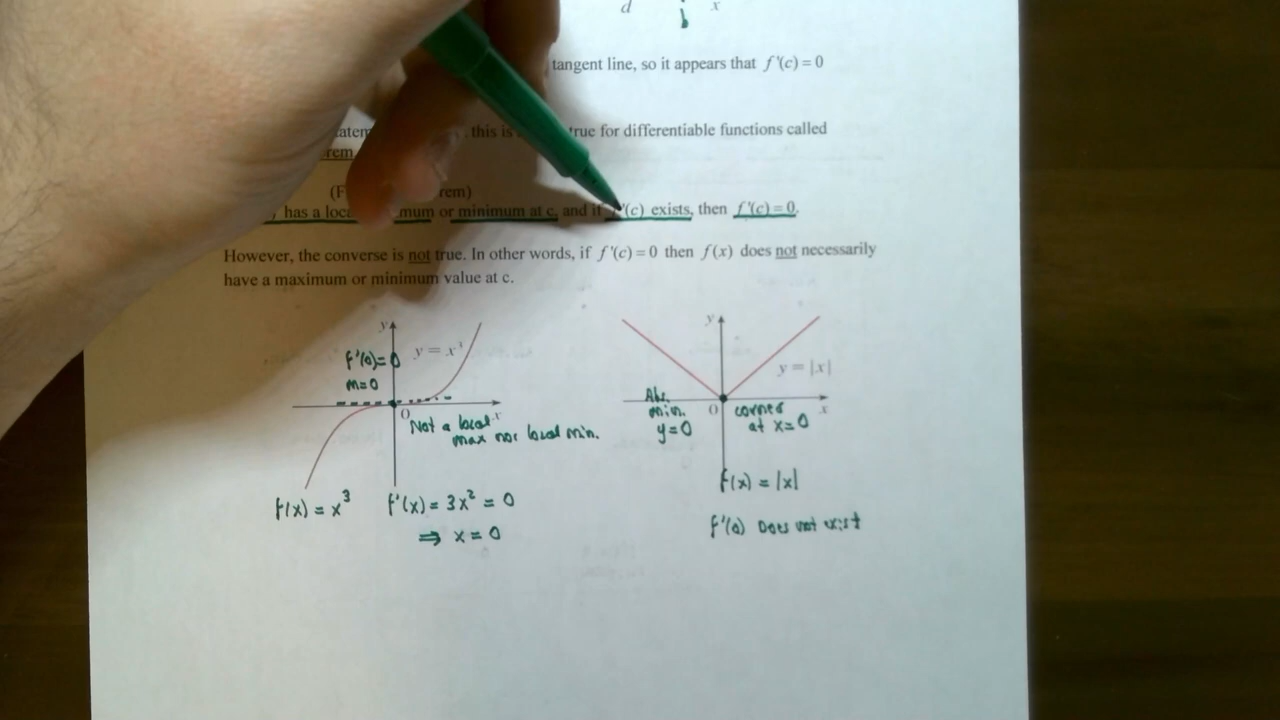 d x
tangent line, so it appears that f '(c) = 0
this is true for differentiable functions called
rem
(F rem)
has a loca mum or minimum at c, and if '(c) exists, then f '(c) = 0.
However, the converse is not true. In other words, if f '(c) = 0 then f(x) does not necessarily
have a maximum or minimum value at c.
y
f'(0)=0
y = x³
m=0
0
x
Not a local
max nor local min.
f(x) = x³ f'(x) = 3x² = 0
⇒ x = 0
y
y = |x|
Abs.
min.
y=0
0
corner
at x=0
x
f(x) = |x|
f'(0) Does not exist